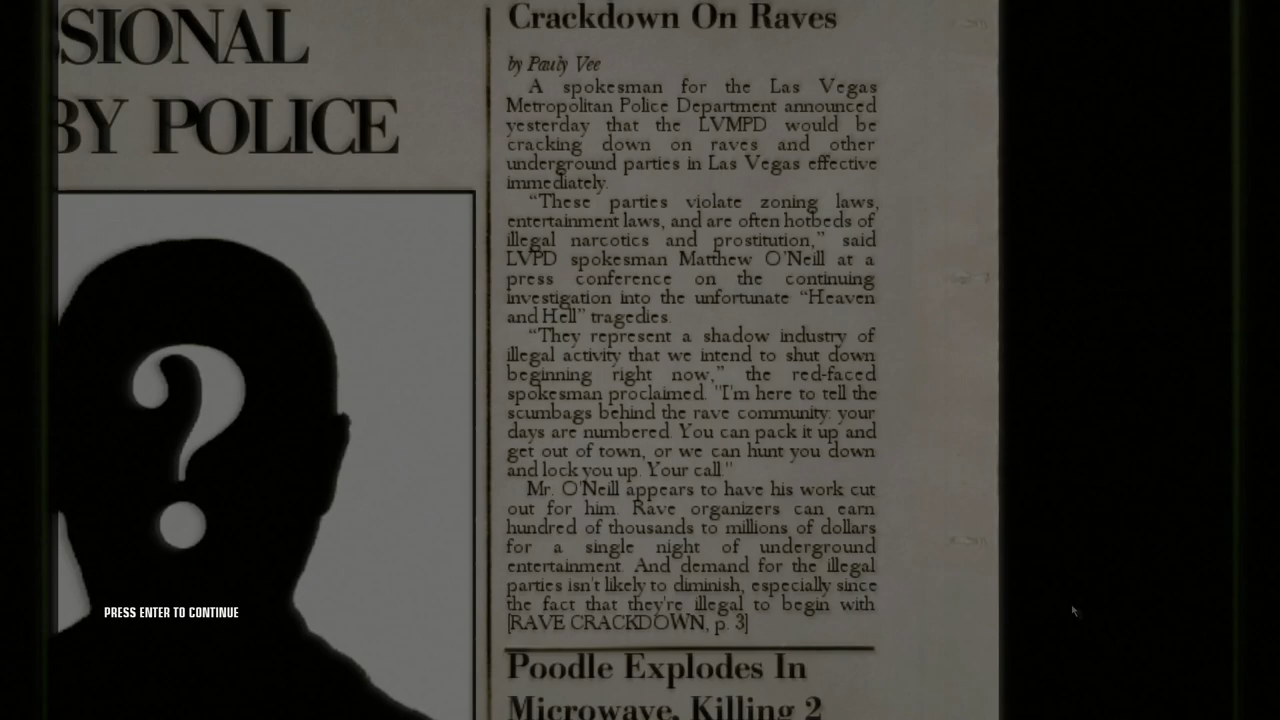 SIONAL
BY POLICE
Crackdown On Raves
by Pauly Vee
A spokesman for the Las Vegas
Metropolitan Police Department announced
yesterday that the LVMPD would be
cracking down on raves and other
underground parties in Las Vegas effective
immediately.
“These parties violate zoning laws,
entertainment laws, and are often hotbeds of
illegal narcotics and prostitution,” said
LVPD spokesman Matthew O'Neill at a
press conference on the continuing
investigation into the unfortunate “Heaven
and Hell” tragedies.
“They represent a shadow industry of
illegal activity that we intend to shut down
beginning right now,” the red-faced
spokesman proclaimed. "I'm here to tell the
scumbags behind the rave community: your
days are numbered. You can pack it up and
get out of town, or we can hunt you down
and lock you up. Your call."
Mr. O'Neill appears to have his work cut
out for him. Rave organizers can earn
hundred of thousands to millions of dollars
for a single night of underground
entertainment. And demand for the illegal
parties isn't likely to diminish, especially since
the fact that they're illegal to begin with
[RAVE CRACKDOWN, p. 3]
Poodle Explodes In
Microwave, Killing 2
?
PRESS ENTER TO CONTINUE